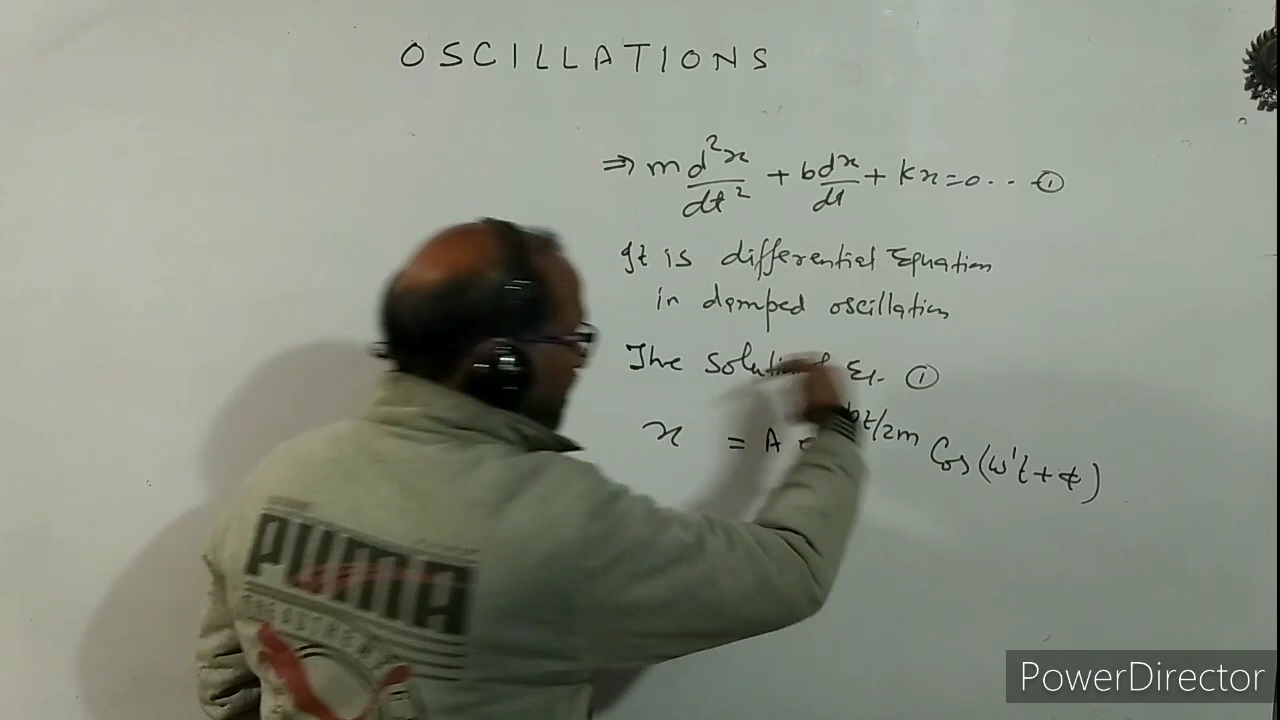 OSCILLATIONS
⇒ m d²x/dt² + b dx/dt + kx = 0 .. - ①
It is differential Equation
in damped oscillation
The solution of Eq. ①
x = A e bt/2m Cos(ω't + φ)
PUMA
PowerDirector